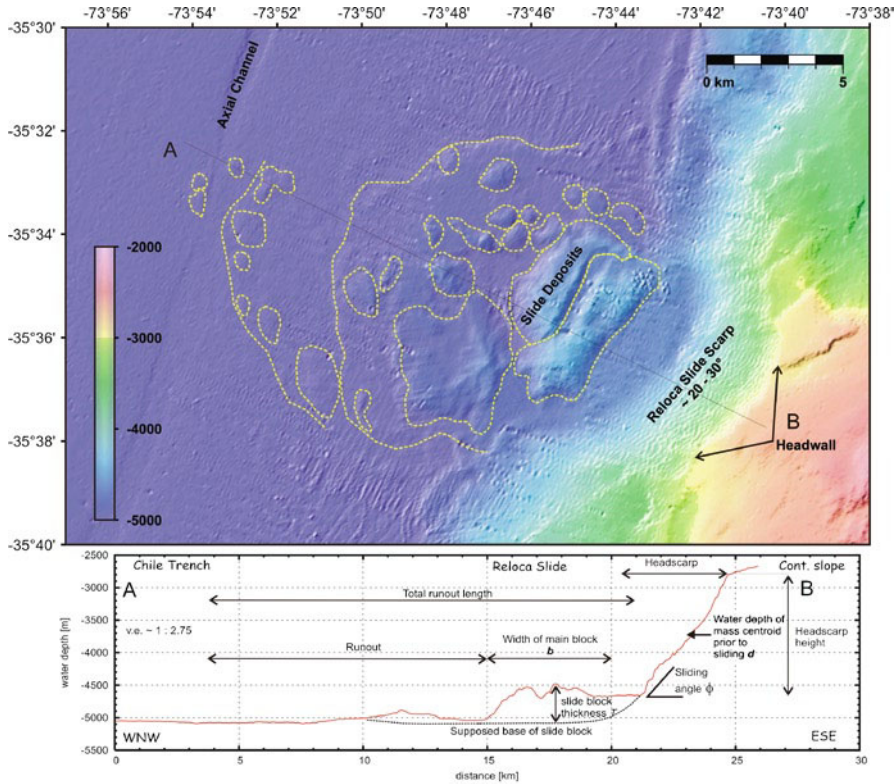 -73°56' -73°54' -73°52' -73°50' -73°48' -73°46' -73°44' -73°42' -73°40' -73°38'
-35°30'
-35°32'
-35°34'
-35°36'
-35°38'
-35°40'
Axial Channel
0 km 5
A
-2000
-3000
-4000
-5000
Slide Deposits
Reloca Slide Scarp
~ 20 - 30°
B
Headwall
-2500
-3000
-3500
-4000
-4500
-5000
-5500
water depth [m]
Chile Trench Reloca Slide Headscarp Cont. slope
A B
Total runout length
v.e. ~ 1 : 2.75
Water depth of
mass centroid
prior to
sliding d
Headscarp
height
Runout
Width of main block
b
Sliding
angle ϕ
slide block
thickness T
Supposed base of slide block
WNW ESE
0 5 10 15 20 25 30
distance [km]